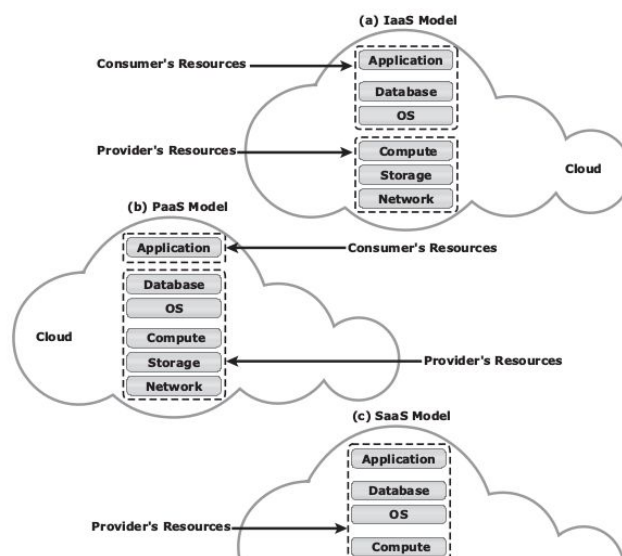 (a) IaaS Model
Consumer's Resources
Application
Database
OS
Provider's Resources
Compute
Storage
Network
Cloud
(b) PaaS Model
Application
Consumer's Resources
Database
OS
Cloud
Compute
Storage
Provider's Resources
Network
(c) SaaS Model
Application
Database
OS
Provider's Resources
Compute